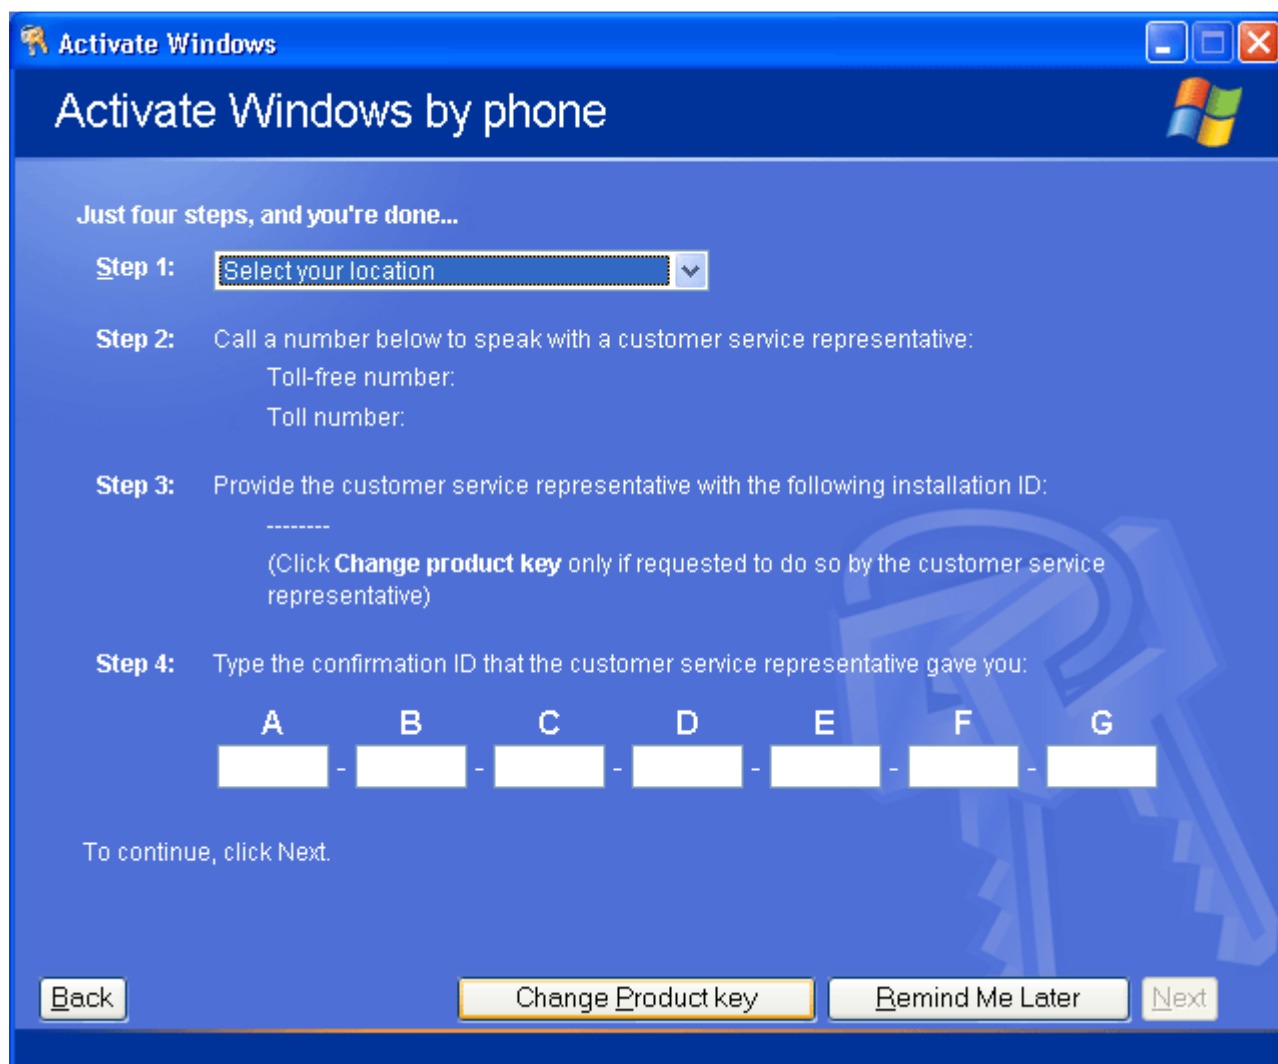 Activate Windows
Activate Windows by phone
Just four steps, and you're done...
Step 1: Select your location
Step 2: Call a number below to speak with a customer service representative:
Toll-free number:
Toll number:
Step 3: Provide the customer service representative with the following installation ID:
--------
(Click Change product key only if requested to do so by the customer service
representative)
Step 4: Type the confirmation ID that the customer service representative gave you:
A B C D E F G
- - - - - -
To continue, click Next.
Back Change Product key Remind Me Later Next